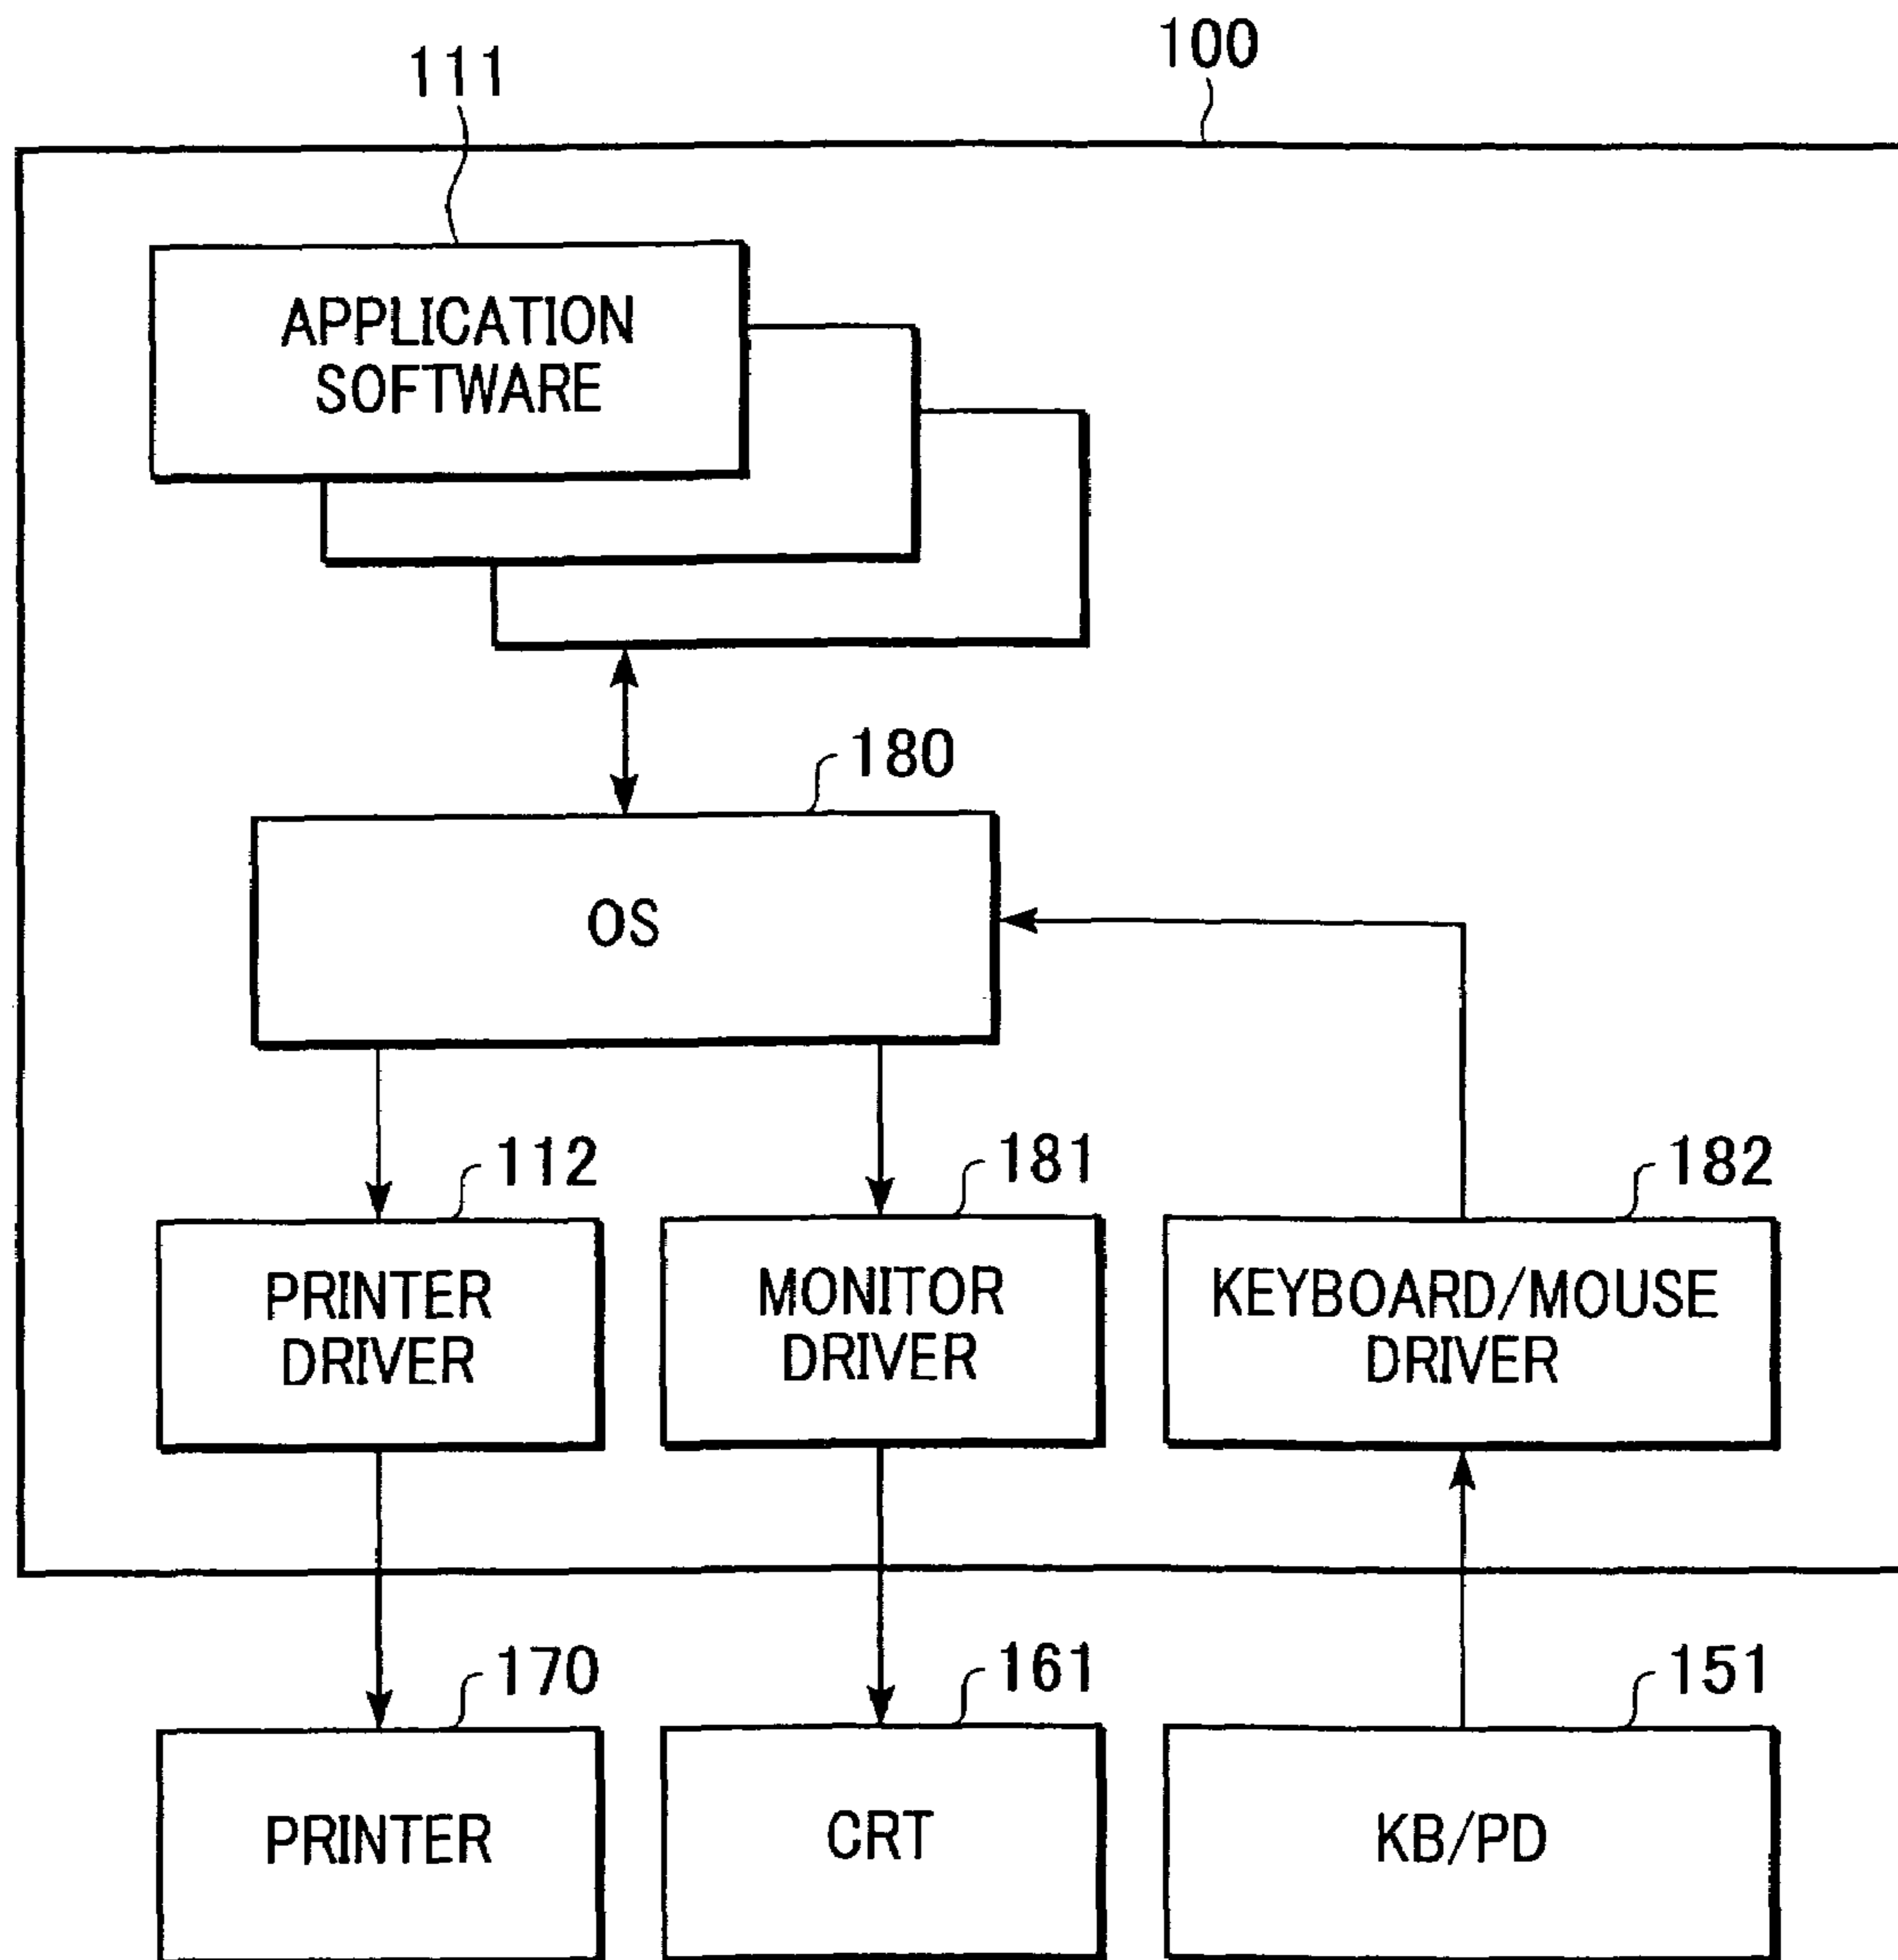 100
111
APPLICATION
SOFTWARE
180
OS
112
181
182
PRINTER
DRIVER
MONITOR
DRIVER
KEYBOARD/MOUSE
DRIVER
170
161
151
PRINTER
CRT
KB/PD